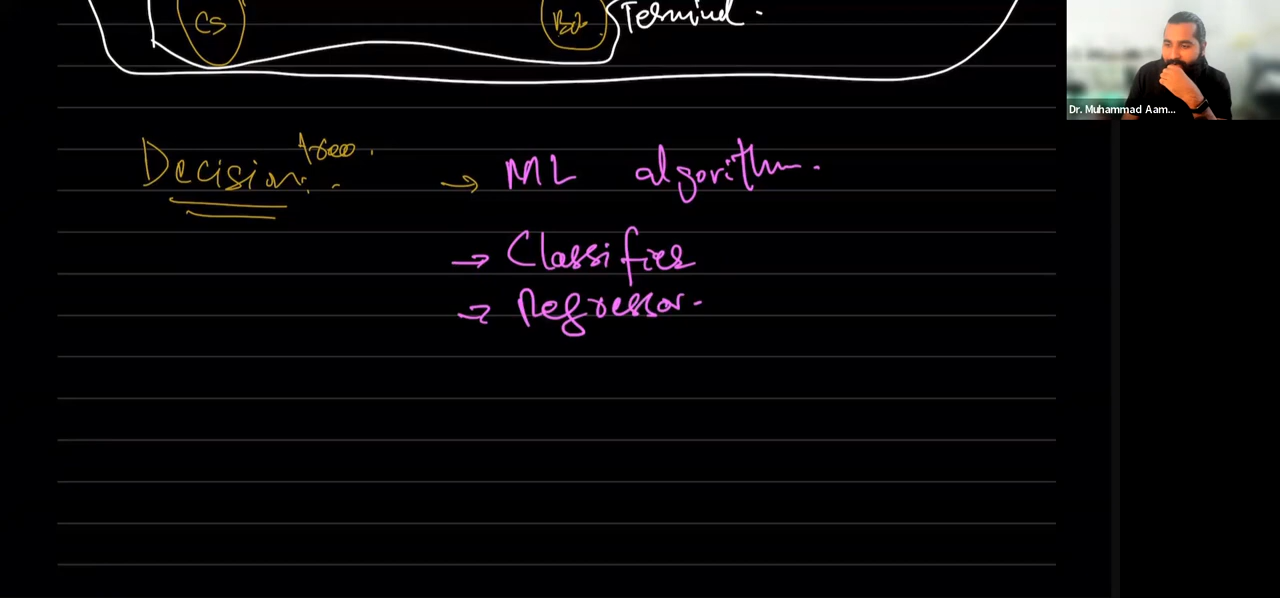 CS
Terminal.
Dr. Muhammad Aam...
Decision tree.
→ ML algorithm.
→ Classifier
→ Regressor.